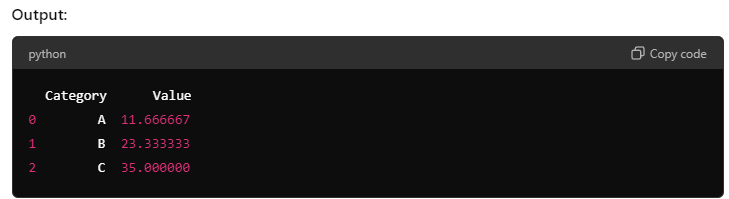 Output:
python Copy code
Category Value
0 A 11.666667
1 B 23.333333
2 C 35.000000